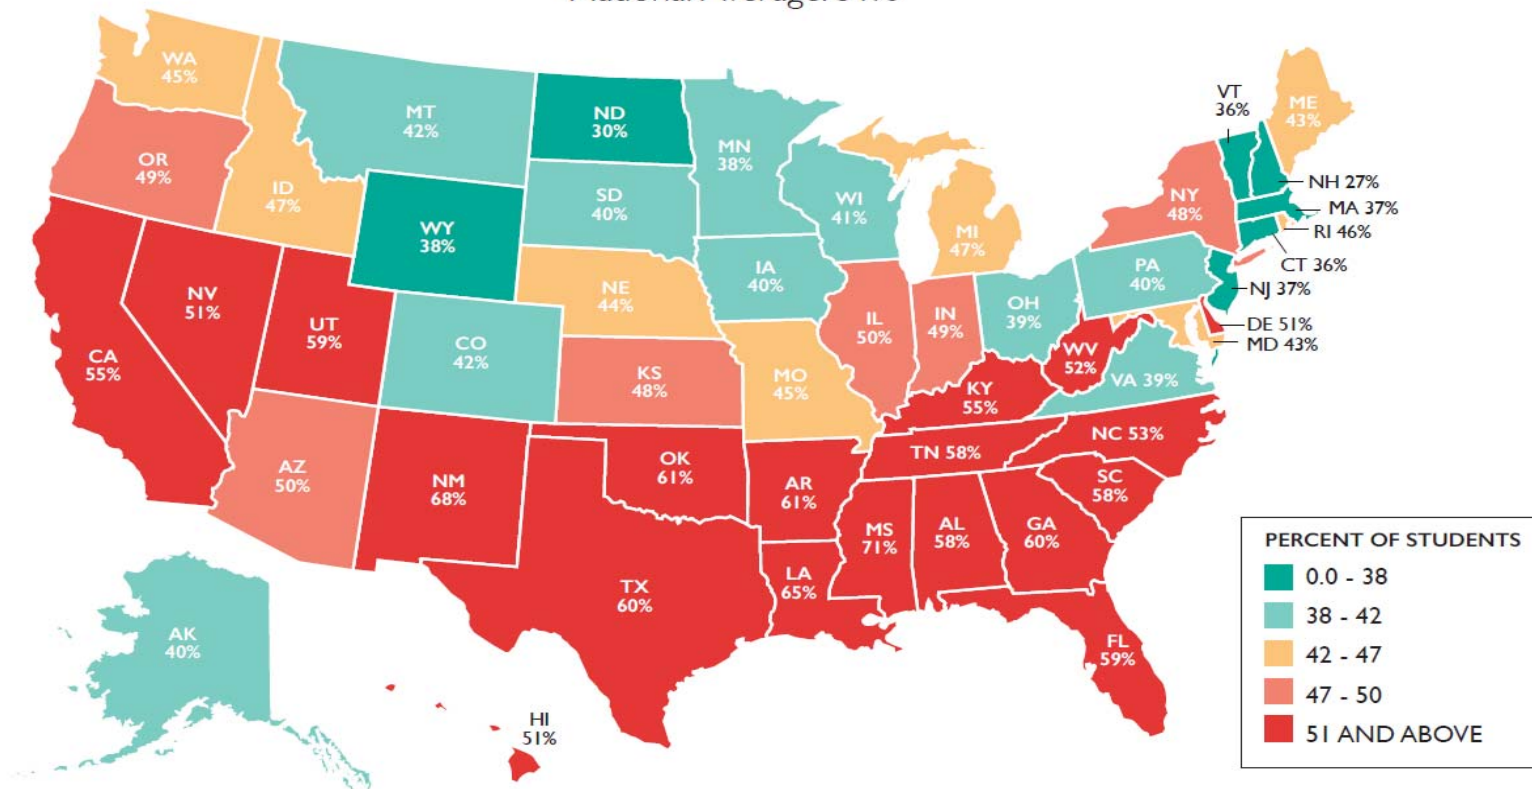 WA
45%
MT
42%
ND
30%
MN
38%
VT
36%
ME
43%
OR
49%
ID
47%
SD
40%
WI
41%
NY
48%
NH 27%
MA 37%
RI 46%
CT 36%
WY
38%
MI
47%
IA
40%
PA
40%
NJ 37%
NV
51%
UT
59%
NE
44%
IL
50%
IN
49%
OH
39%
DE 51%
MD 43%
CA
55%
CO
42%
KS
48%
MO
45%
WV
52%
KY
55%
VA 39%
NC 53%
TN 58%
AZ
50%
NM
68%
OK
61%
AR
61%
SC
58%
MS
71%
AL
58%
GA
60%
TX
60%
LA
65%
FL
59%
AK
40%
HI
51%
PERCENT OF STUDENTS
0.0 - 38
38 - 42
42 - 47
47 - 50
51 AND ABOVE